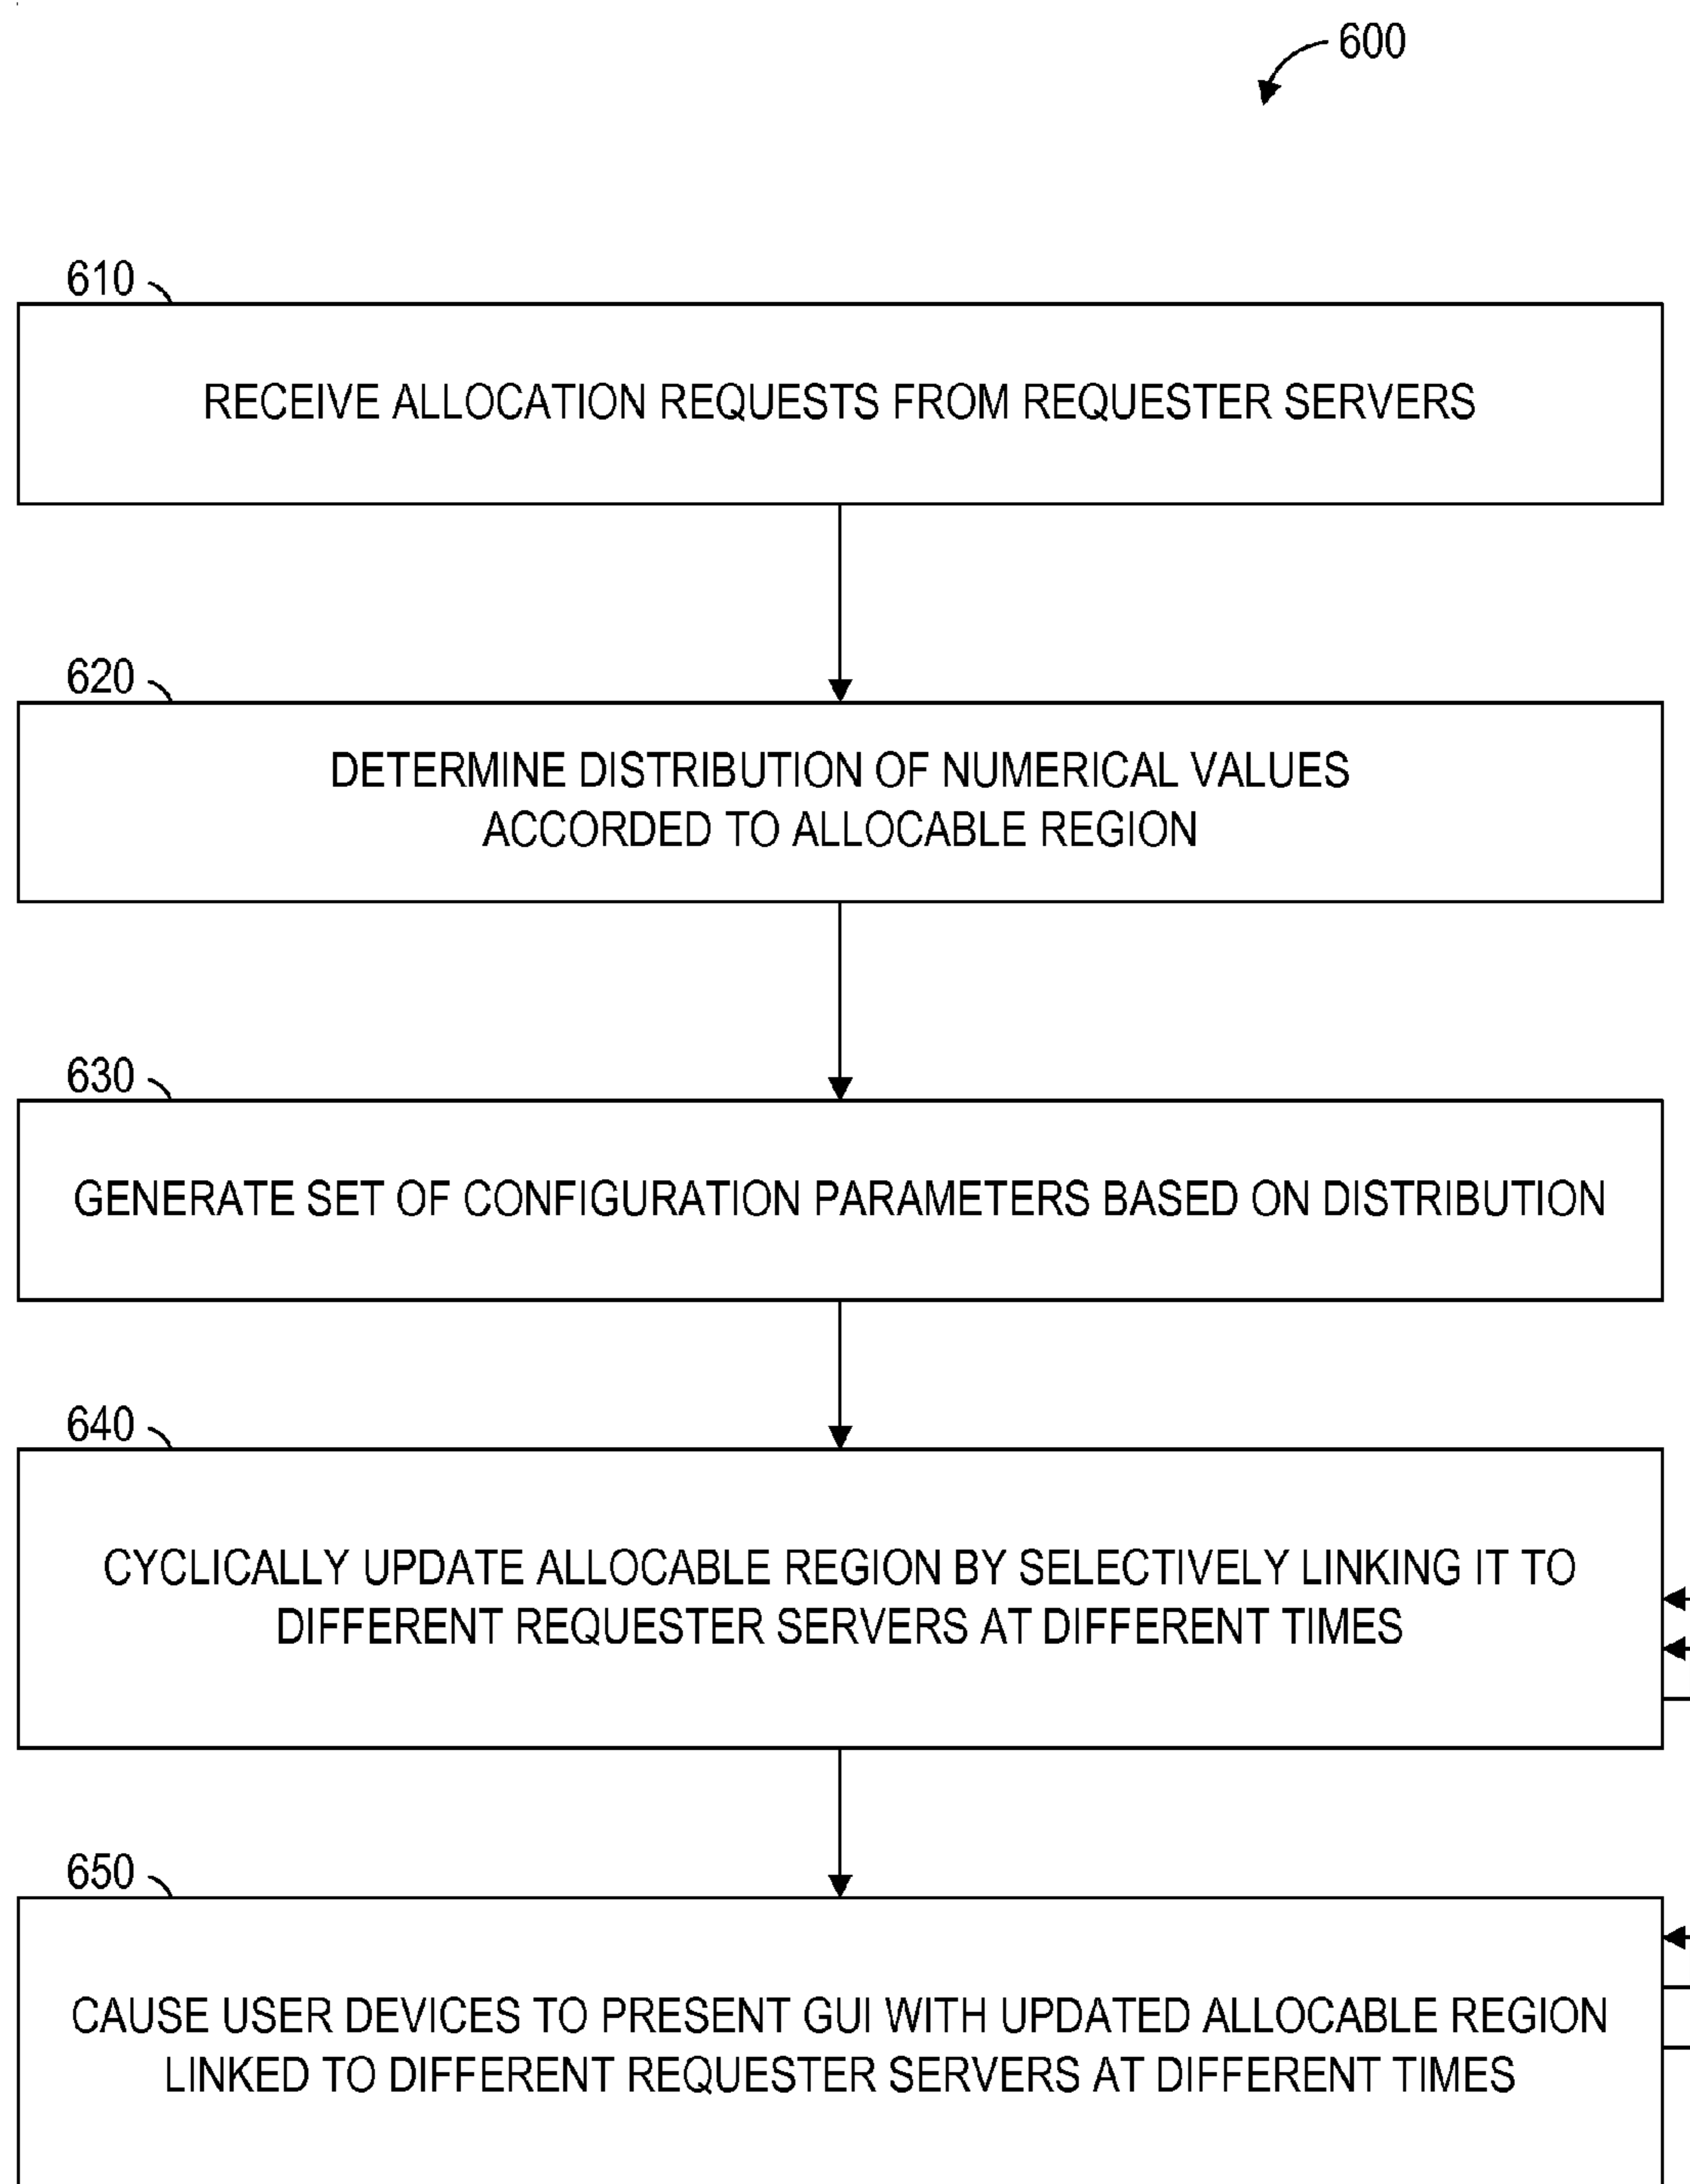 600
610
RECEIVE ALLOCATION REQUESTS FROM REQUESTER SERVERS
620
DETERMINE DISTRIBUTION OF NUMERICAL VALUES
ACCORDED TO ALLOCABLE REGION
630
GENERATE SET OF CONFIGURATION PARAMETERS BASED ON DISTRIBUTION
640
CYCLICALLY UPDATE ALLOCABLE REGION BY SELECTIVELY LINKING IT TO
DIFFERENT REQUESTER SERVERS AT DIFFERENT TIMES
650
CAUSE USER DEVICES TO PRESENT GUI WITH UPDATED ALLOCABLE REGION
LINKED TO DIFFERENT REQUESTER SERVERS AT DIFFERENT TIMES